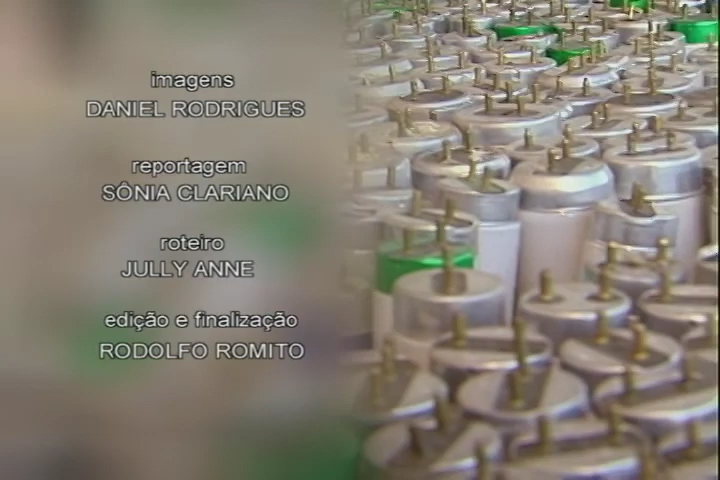 imagens
DANIEL RODRIGUES
reportagem
SÔNIA CLARIANO
roteiro
JULLY ANNE
edição e finalização
RODOLFO ROMITO